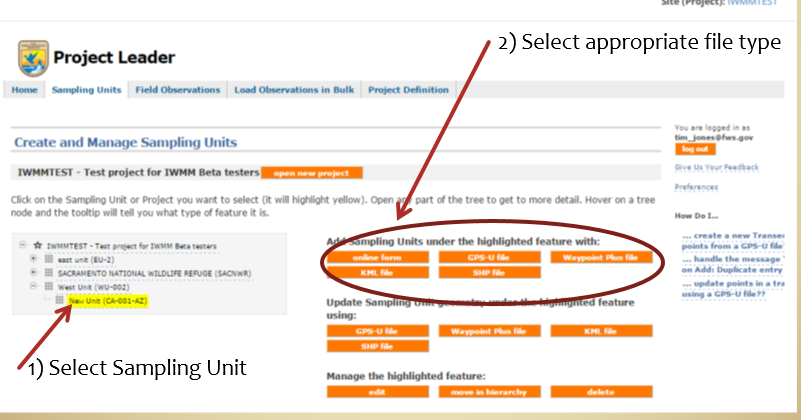 Site (Project): IWMMTEST
2) Select appropriate file type
Project Leader
Home Sampling Units Field Observations Load Observations in Bulk Project Definition
You are logged in as
tim_jones@fws.gov
log out
Give Us Your Feedback
Preferences
How Do I...
... create a new Transe
points from a GPS-U file
... handle the message
on Add: Duplicate entry
... update points in a tra
using a GPS-U file??
Create and Manage Sampling Units
IWMMTEST - Test project for IWMM Beta testers open new project
Click on the Sampling Unit or Project you want to select (it will highlight yellow). Open any part of the tree to get to more detail. Hover on a tree
node and the tooltip will tell you what type of feature it is.
IWMMTEST - Test project for IWMM Beta testers
east unit (EU-2)
SACRAMENTO NATIONAL WILDLIFE REFUGE (SACNWR)
West Unit (WU-002)
New Unit (CA-001-AZ)
1) Select Sampling Unit
Add Sampling Units under the highlighted feature with:
online form GPS-U file Waypoint Plus file
KML file SHP file
Update Sampling Unit geometry under the highlighted feature
using:
GPS-U file Waypoint Plus file KML file
SHP file
Manage the highlighted feature:
edit move in hierarchy delete